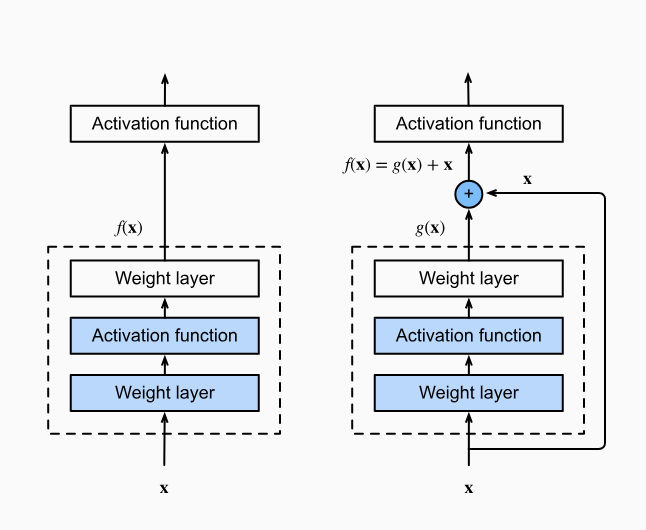 Activation function
f(x)
Weight layer
Activation function
Weight layer
x
Activation function
f(x) = g(x) + x
x
+
g(x)
Weight layer
Activation function
Weight layer
x